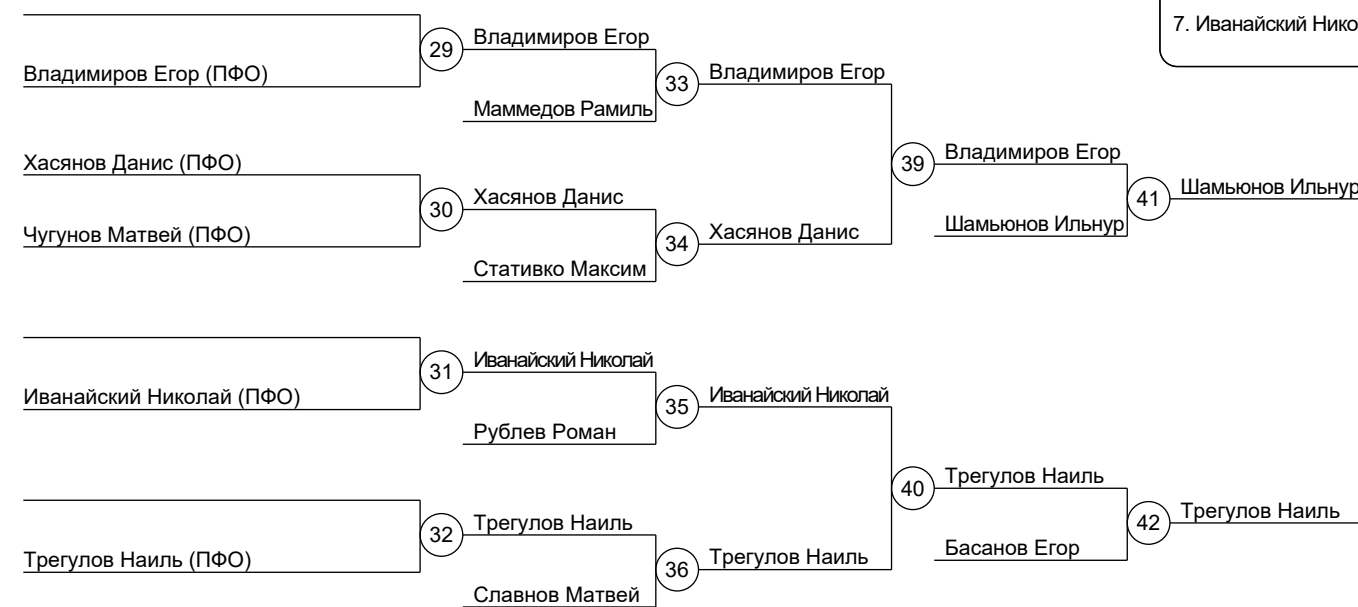 7. Иванайский Нико
29
Владимиров Егор
Владимиров Егор (ПФО)
33
Владимиров Егор
Маммедов Рамиль
Хасянов Данис (ПФО)
39
Владимиров Егор
30
Хасянов Данис
41
Шамьюнов Ильнур
Чугунов Матвей (ПФО)
34
Хасянов Данис
Шамьюнов Ильнур
Стативко Максим
31
Иванайский Николай
Иванайский Николай (ПФО)
35
Иванайский Николай
Рублев Роман
40
Трегулов Наиль
32
Трегулов Наиль
42
Трегулов Наиль
Трегулов Наиль (ПФО)
36
Трегулов Наиль
Басанов Егор
Славнов Матвей